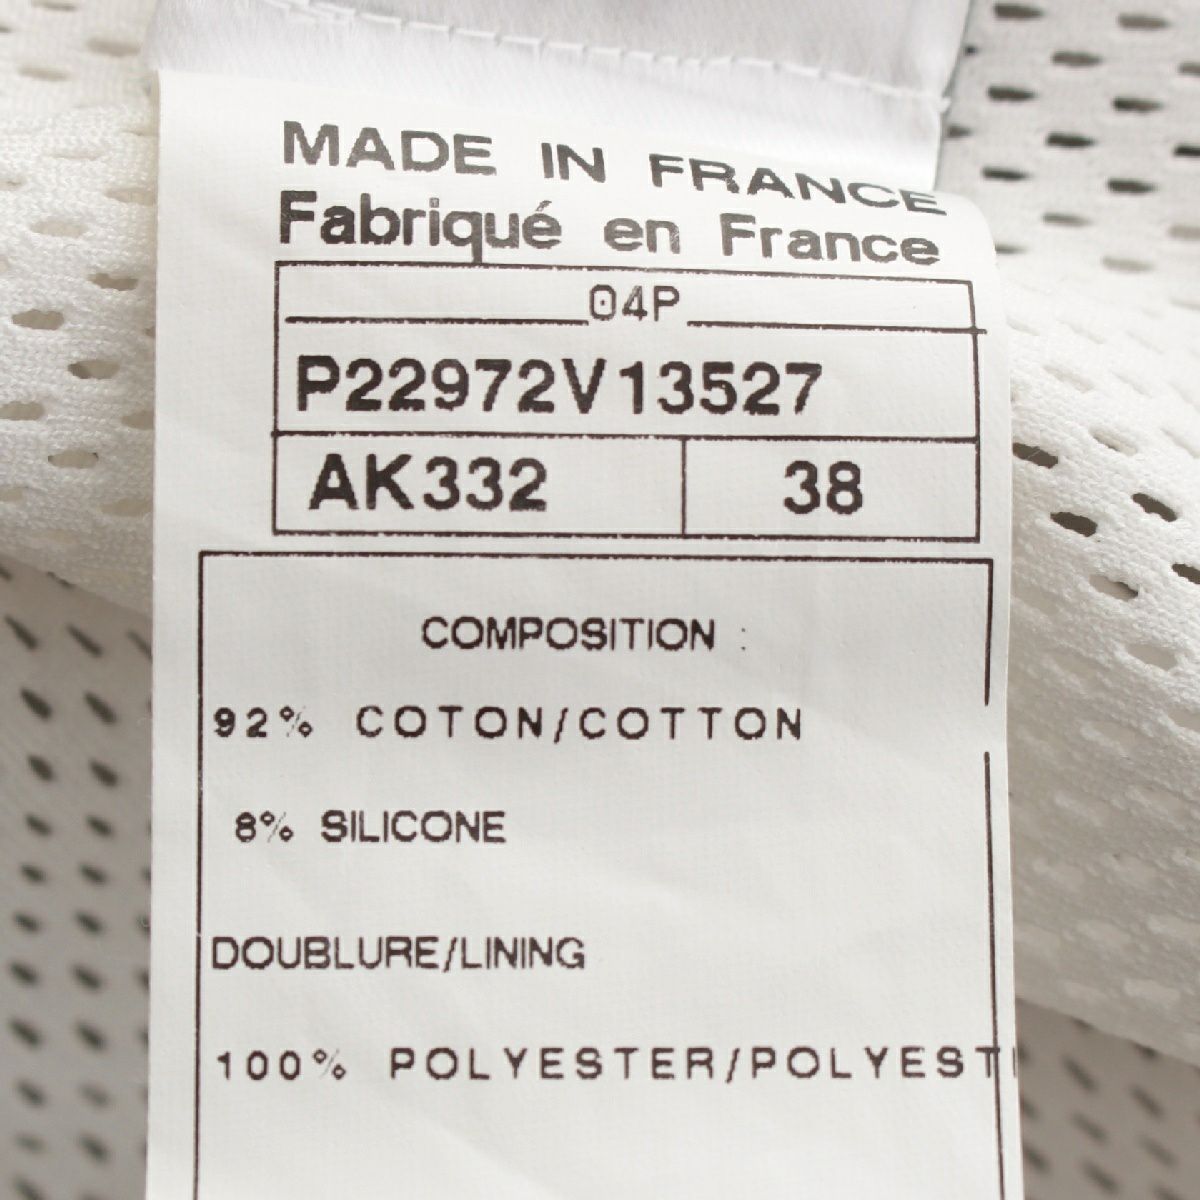 MADE IN FRANCE
Fabriqué en France
04P
P22972V13527
AK332 38
COMPOSITION :
92% COTON/COTTON
8% SILICONE
DOUBLURE/LINING
100% POLYESTER/POLYEST